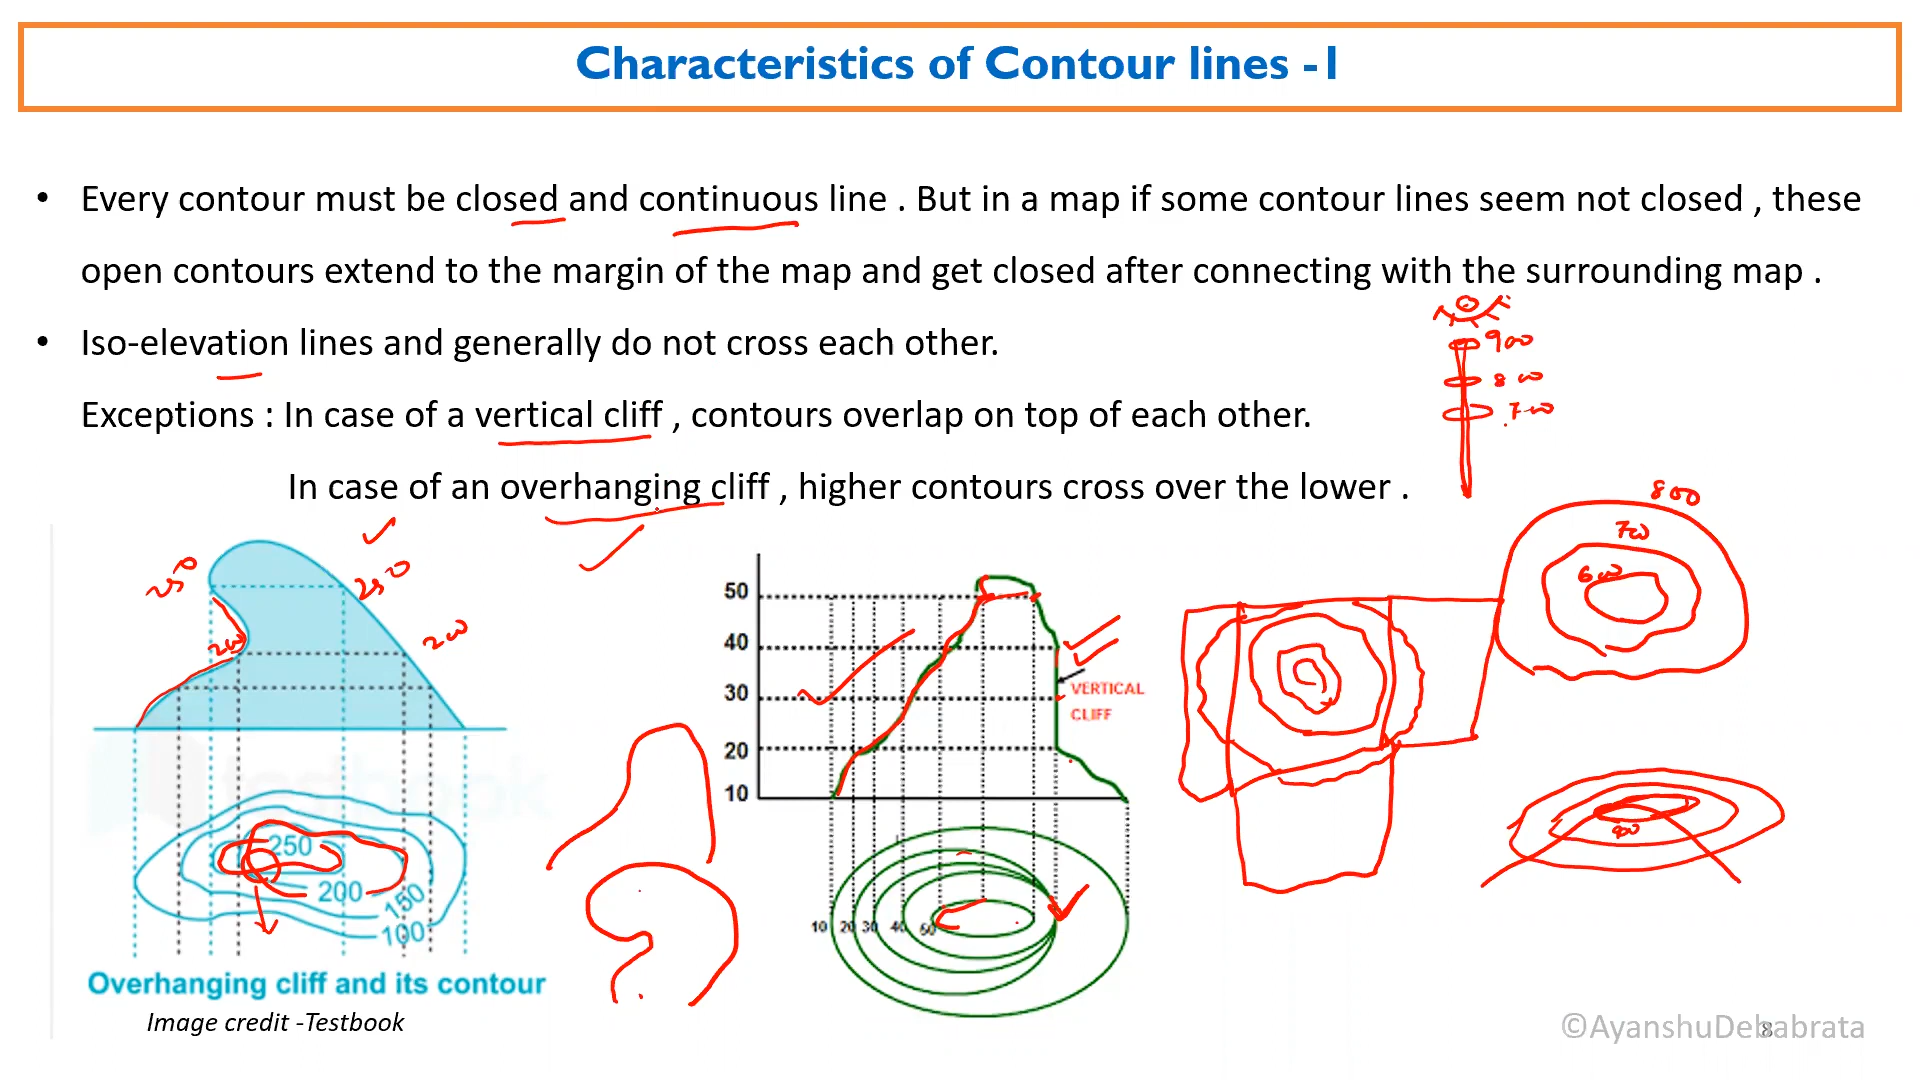 Characteristics of Contour lines -1
• Every contour must be closed and continuous line . But in a map if some contour lines seem not closed , these
open contours extend to the margin of the map and get closed after connecting with the surrounding map .
• Iso-elevation lines and generally do not cross each other.
Exceptions : In case of a vertical cliff , contours overlap on top of each other.
In case of an overhanging cliff , higher contours cross over the lower .
900
800
700
800
700
600
250
250
200
200
50
40
30
20
10
VERTICAL
CLIFF
250
200
150
100
10 20 30 40 50
Overhanging cliff and its contour
Image credit -Testbook
©AyanshuDebabrata
8